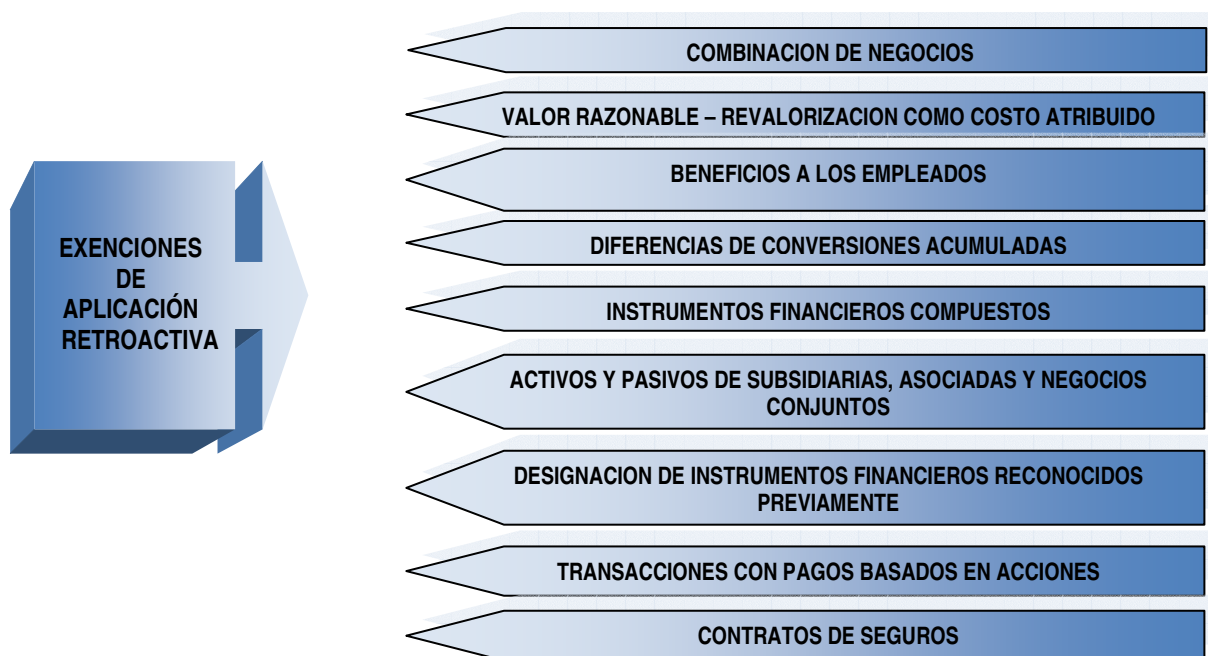 EXENCIONES
DE
APLICACIÓN
RETROACTIVA
COMBINACION DE NEGOCIOS
VALOR RAZONABLE – REVALORIZACION COMO COSTO ATRIBUIDO
BENEFICIOS A LOS EMPLEADOS
DIFERENCIAS DE CONVERSIONES ACUMULADAS
INSTRUMENTOS FINANCIEROS COMPUESTOS
ACTIVOS Y PASIVOS DE SUBSIDIARIAS, ASOCIADAS Y NEGOCIOS
CONJUNTOS
DESIGNACION DE INSTRUMENTOS FINANCIEROS RECONOCIDOS
PREVIAMENTE
TRANSACCIONES CON PAGOS BASADOS EN ACCIONES
CONTRATOS DE SEGUROS